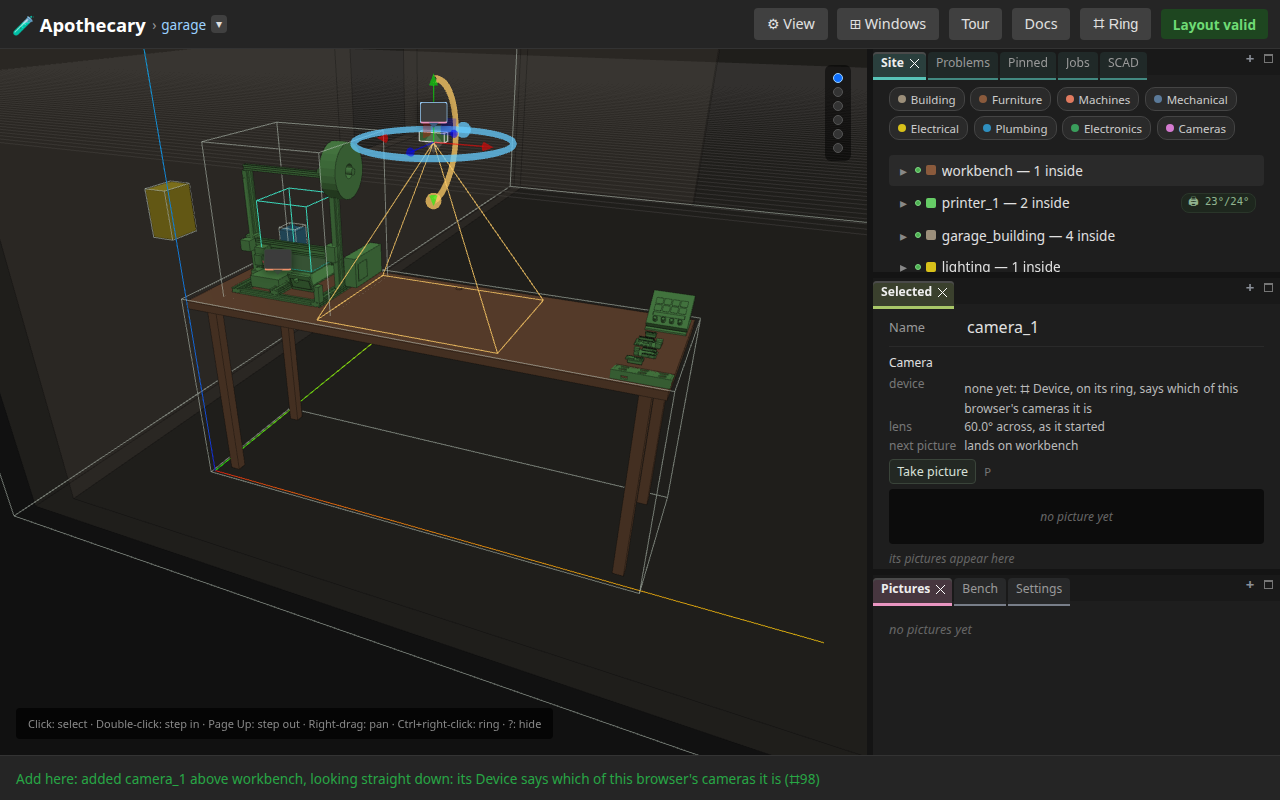 Apothecary › garage ▾
⚙ View
⊞ Windows
Tour
Docs
⌗ Ring
Layout valid
Site
Problems
Pinned
Jobs
SCAD
Building
Furniture
Machines
Mechanical
Electrical
Plumbing
Electronics
Cameras
workbench — 1 inside
printer_1 — 2 inside
23°/24°
garage_building — 4 inside
lighting — 1 inside
Selected
Name camera_1
Camera
device none yet: ⌗ Device, on its ring, says which of this
browser's cameras it is
lens 60.0° across, as it started
next picture lands on workbench
Take picture P
no picture yet
its pictures appear here
Pictures
Bench
Settings
no pictures yet
Click: select · Double-click: step in · Page Up: step out · Right-drag: pan · Ctrl+right-click: ring · ?: hide
Add here: added camera_1 above workbench, looking straight down: its Device says which of this browser's cameras it is (⌗98)